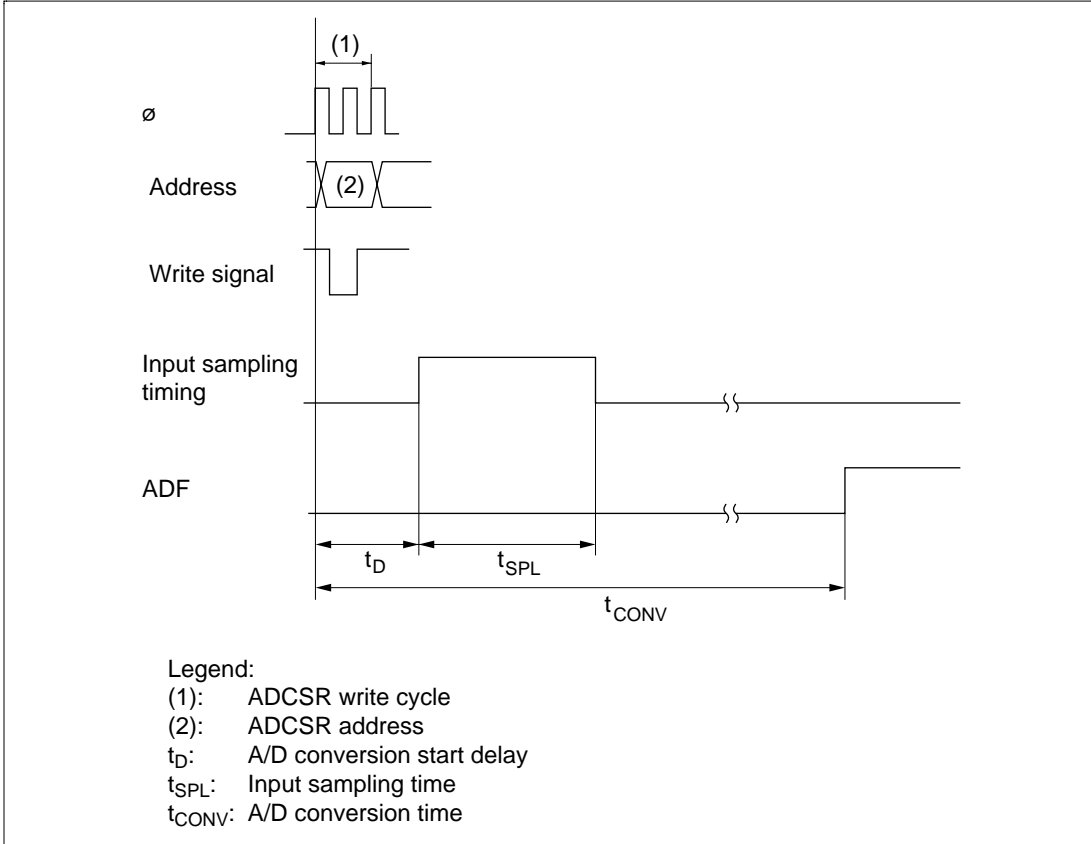 (1)
ø
Address
(2)
Write signal
Input sampling
timing
ADF
tD
tSPL
tCONV
Legend:
(1): ADCSR write cycle
(2): ADCSR address
tD: A/D conversion start delay
tSPL: Input sampling time
tCONV: A/D conversion time